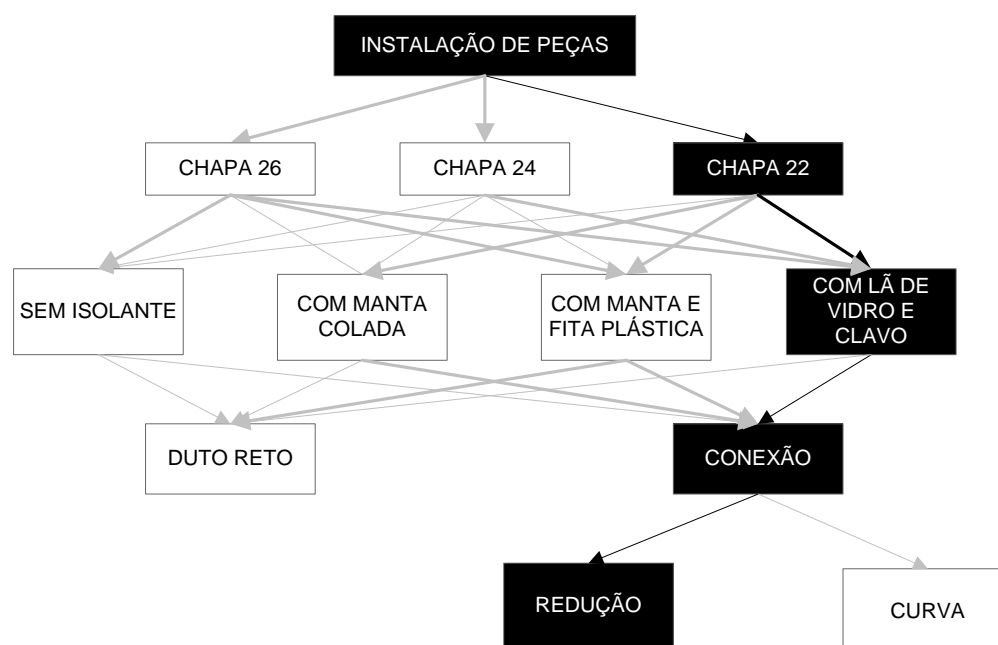 INSTALAÇÃO DE PEÇAS
CHAPA 26
CHAPA 24
CHAPA 22
SEM ISOLANTE
COM MANTA
COLADA
COM MANTA E
FITA PLÁSTICA
COM LÃ DE
VIDRO E
CLAVO
DUTO RETO
CONEXÃO
REDUÇÃO
CURVA